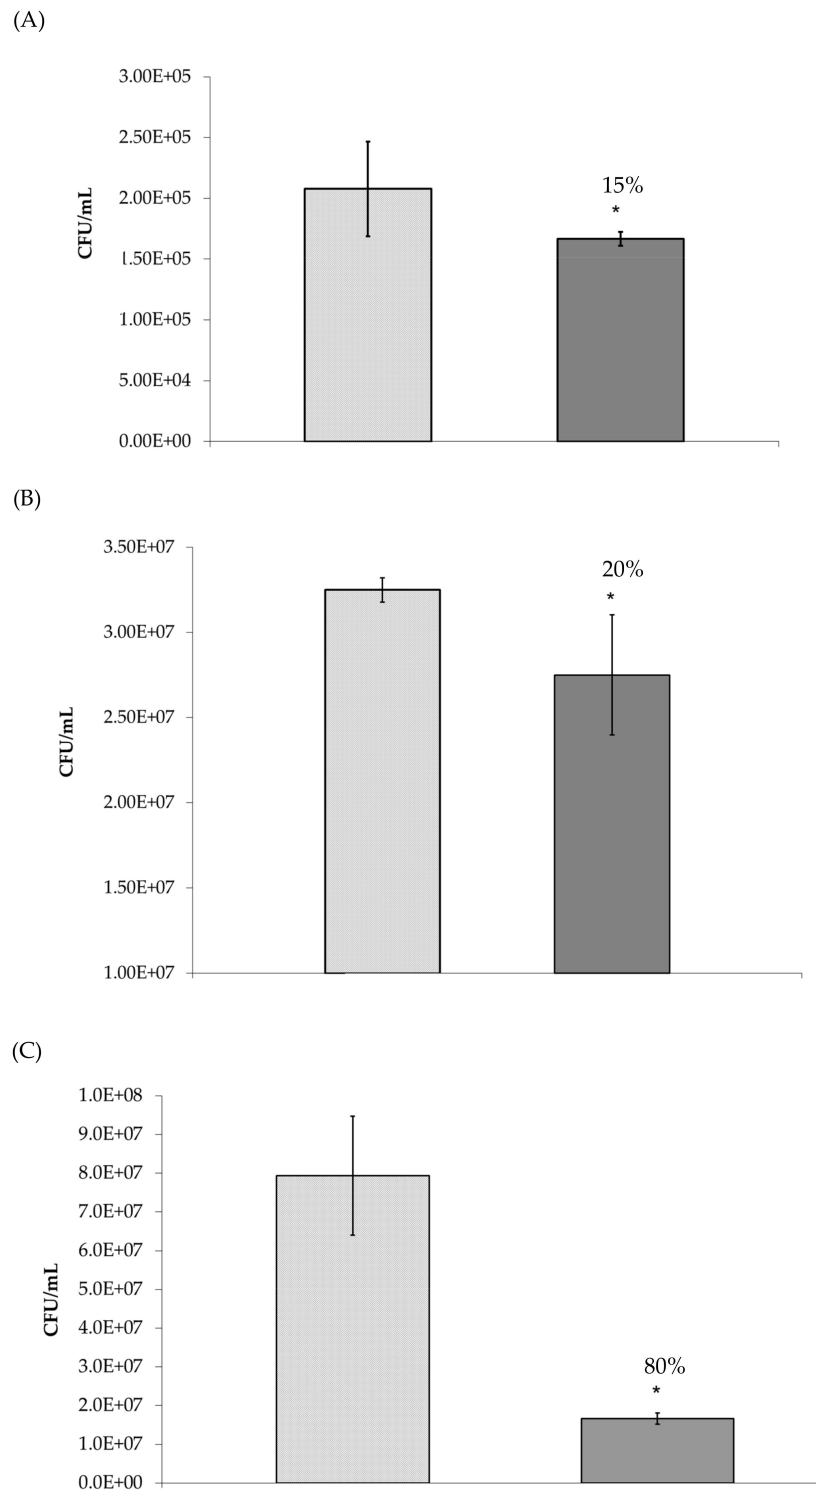 (A)
3.00E+05
2.50E+05
15%
2.00E+05
*
CFU/mL
1.50E+05
1.00E+05
5.00E+04
0.00E+00
(B)
3.50E+07
20%
*
3.00E+07
2.50E+07
CFU/mL
2.00E+07
1.50E+07
1.00E+07
(C)
1.0E+08
9.0E+07
8.0E+07
7.0E+07
6.0E+07
5.0E+07
CFU/mL
4.0E+07
3.0E+07
80%
*
2.0E+07
1.0E+07
0.0E+00